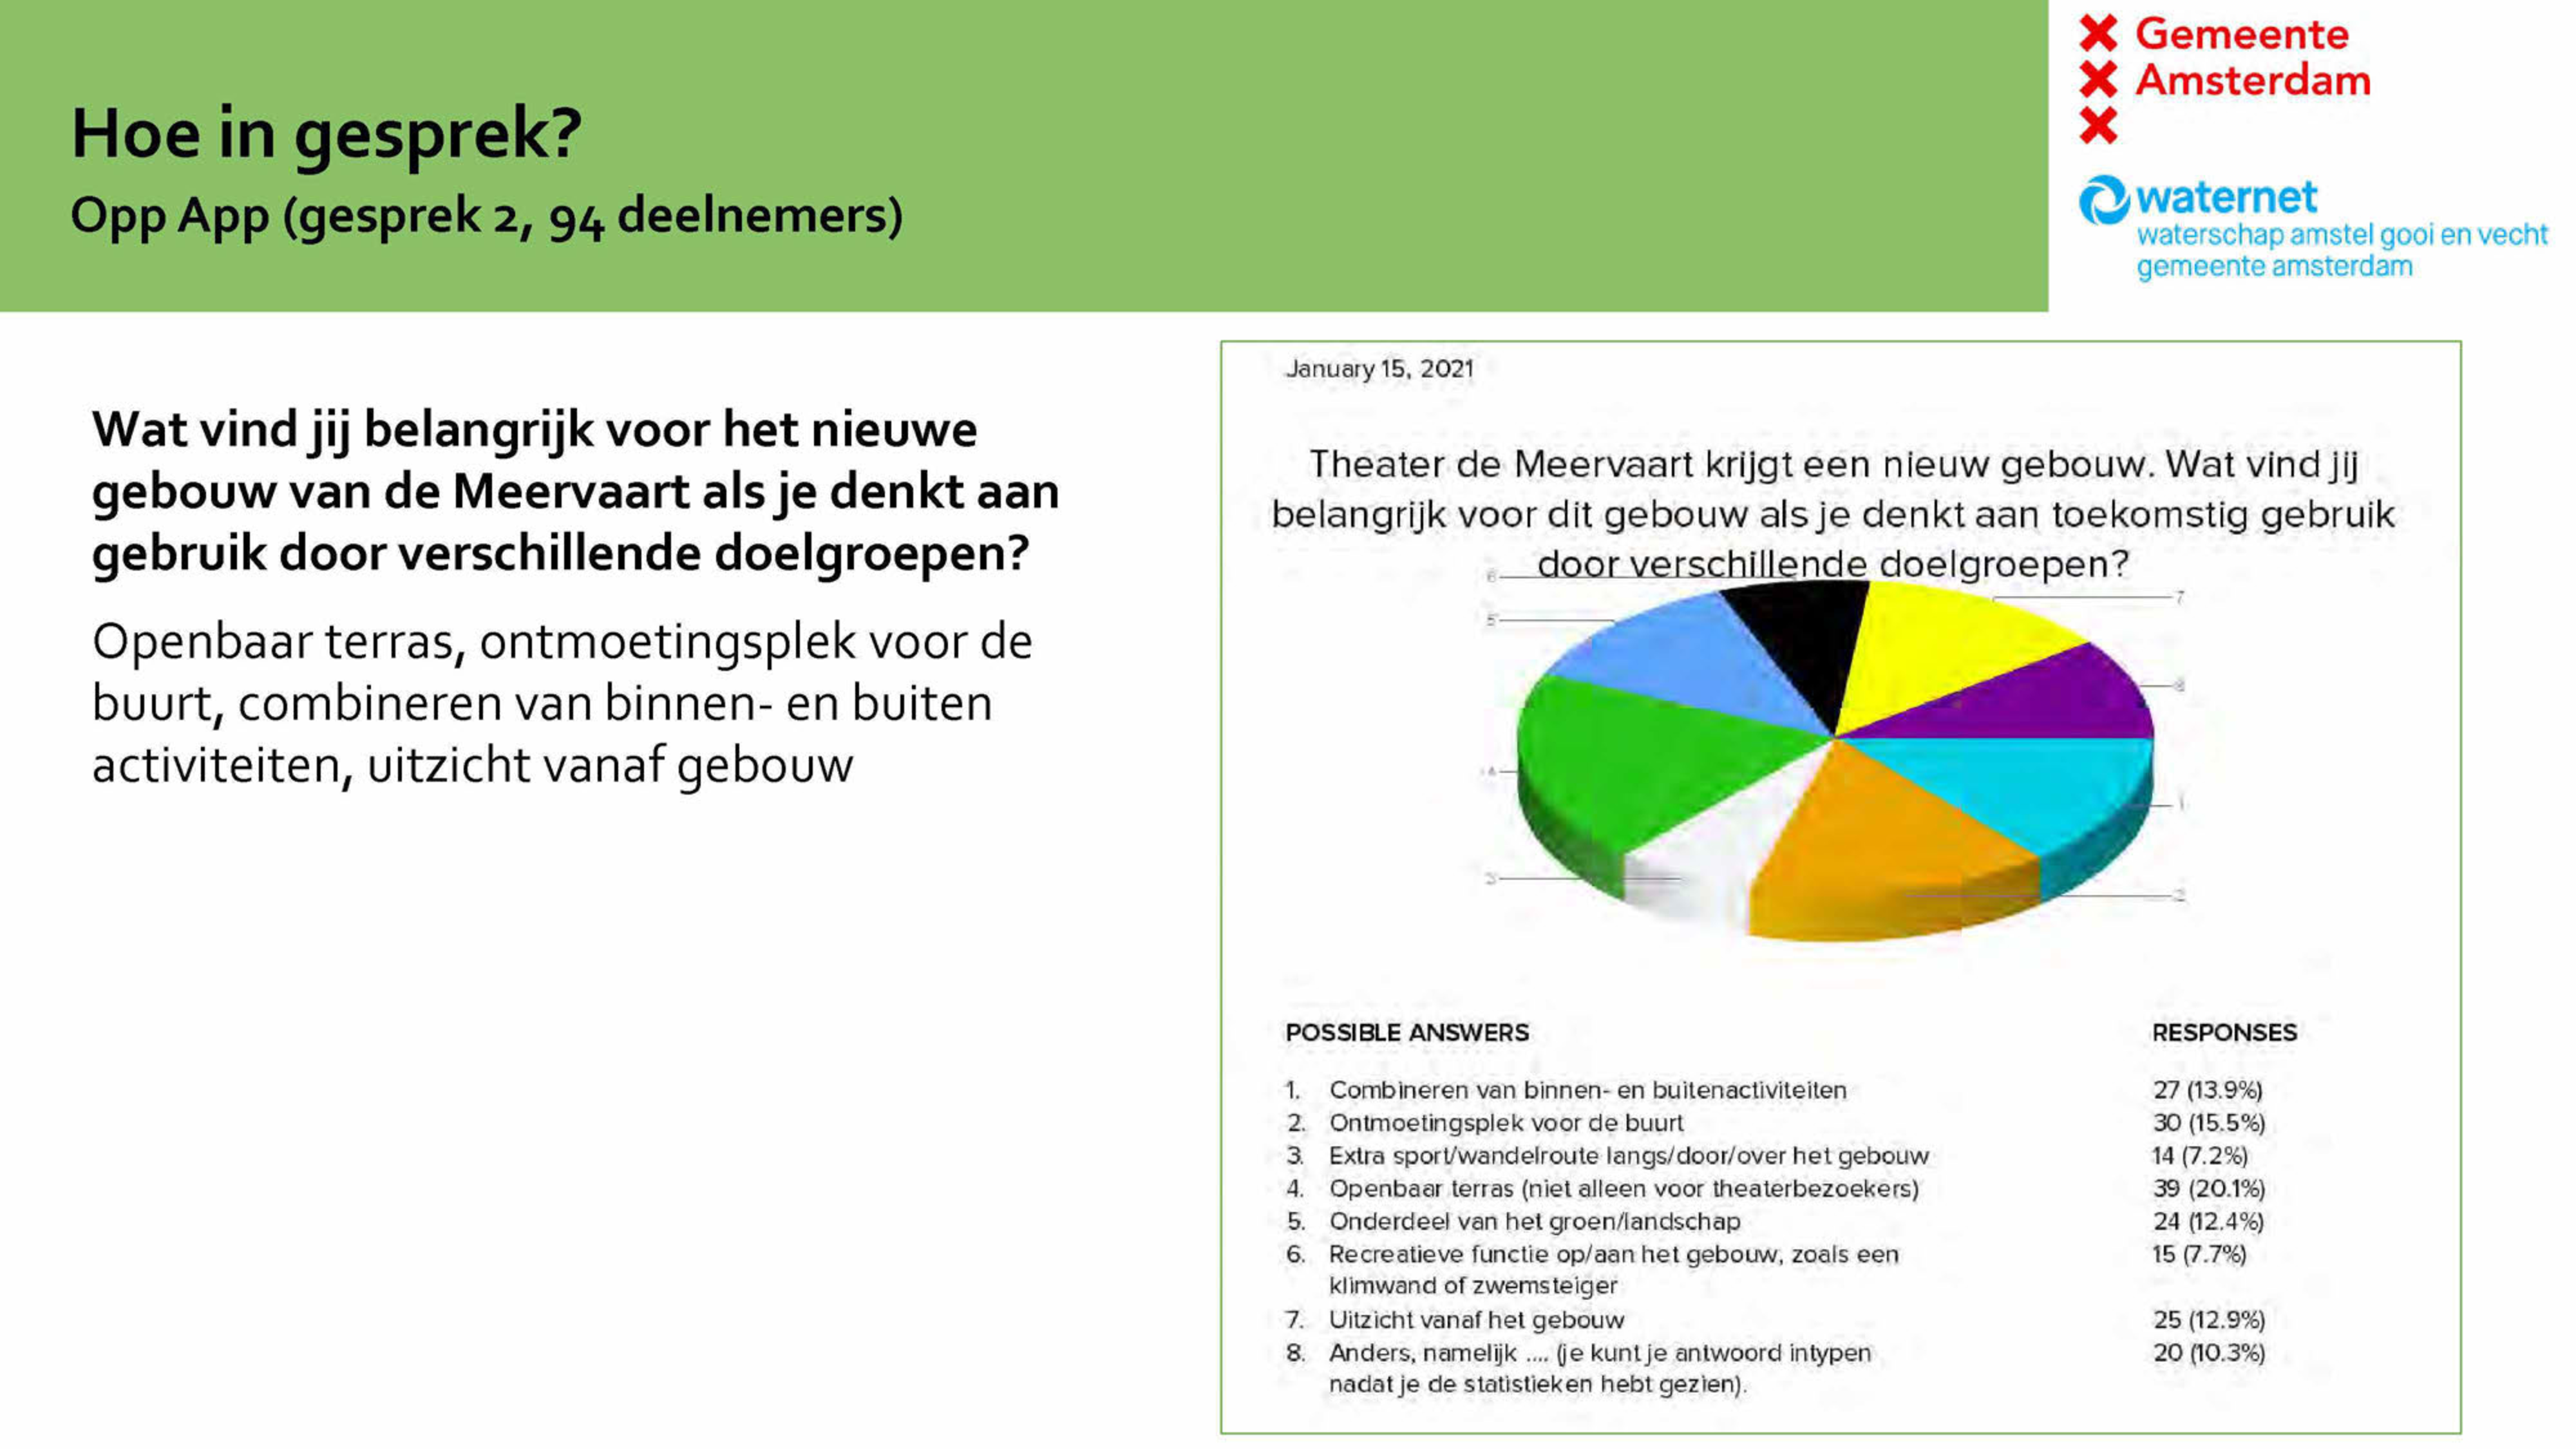 Hoe in gesprek?
Opp App (gesprek 2, 94 deelnemers)
Gemeente
Amsterdam
waternet
waterschap amstel gooi en vecht
gemeente amsterdam
Wat vind jij belangrijk voor het nieuwe
gebouw van de Meervaart als je denkt aan
gebruik door verschillende doelgroepen?
Openbaar terras, ontmoetingsplek voor de
buurt, combineren van binnen- en buiten
activiteiten, uitzicht vanaf gebouw
January 15, 2021
Theater de Meervaart krijgt een nieuw gebouw. Wat vind jij
belangrijk voor dit gebouw als je denkt aan toekomstig gebruik
door verschillende doelgroepen?
6
7
5
8
4
1
3
2
POSSIBLE ANSWERS RESPONSES
1. Combineren van binnen- en buitenactiviteiten 27 (13.9%)
2. Ontmoetingsplek voor de buurt 30 (15.5%)
3. Extra sport/wandelroute langs/door/over het gebouw 14 (7.2%)
4. Openbaar terras (niet alleen voor theaterbezoekers) 39 (20.1%)
5. Onderdeel van het groen/landschap 24 (12.4%)
6. Recreatieve functie op/aan het gebouw, zoals een 15 (7.7%)
klimwand of zwemsteiger
7. Uitzicht vanaf het gebouw 25 (12.9%)
8. Anders, namelijk .... (je kunt je antwoord intypen 20 (10.3%)
nadat je de statistieken hebt gezien).